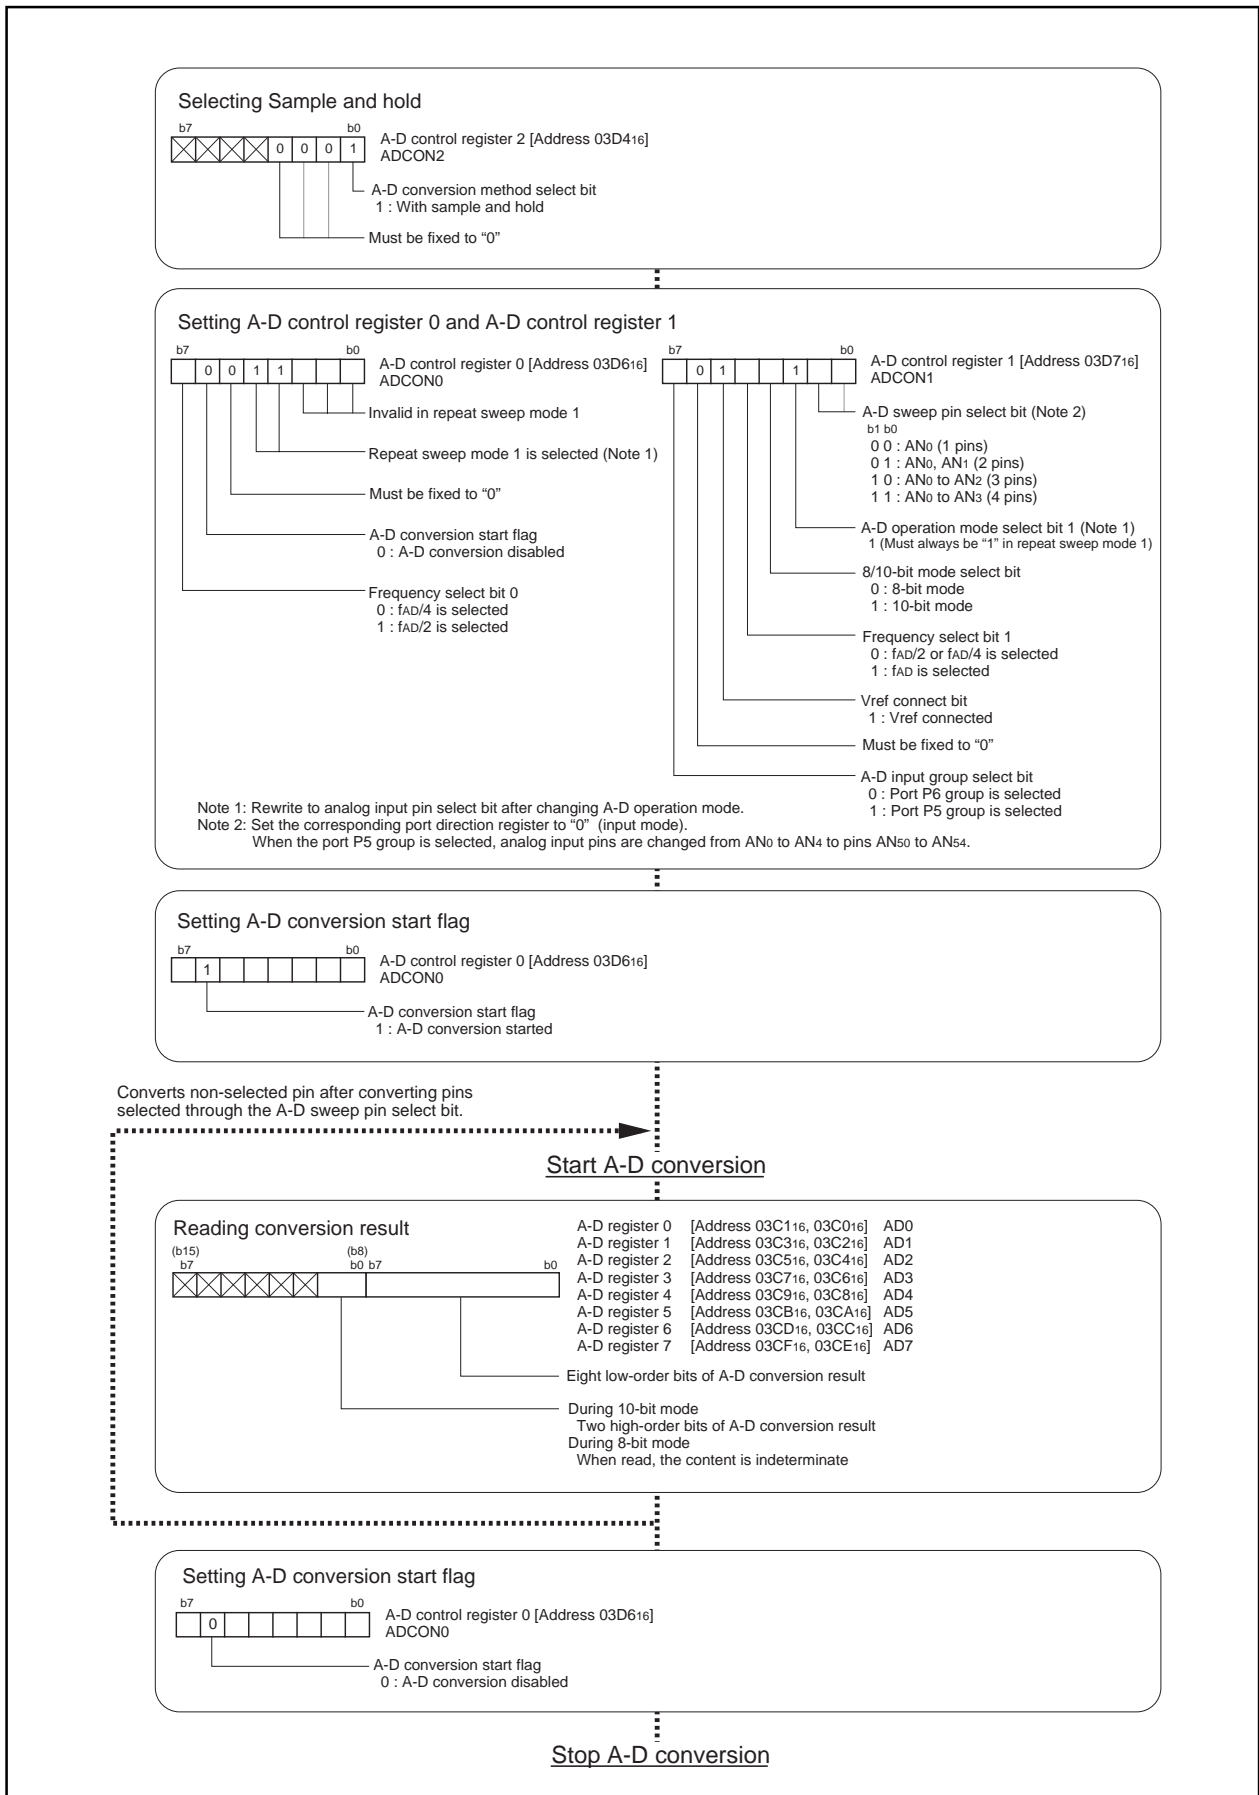 Selecting Sample and hold
b7 b0
0 0 0 1
A-D control register 2 [Address 03D416]
ADCON2
A-D conversion method select bit
1 : With sample and hold
Must be fixed to “0”
Setting A-D control register 0 and A-D control register 1
b7 b0
0 0 1 1
A-D control register 0 [Address 03D616]
ADCON0
Invalid in repeat sweep mode 1
Repeat sweep mode 1 is selected (Note 1)
Must be fixed to “0”
A-D conversion start flag
0 : A-D conversion disabled
Frequency select bit 0
0 : fAD/4 is selected
1 : fAD/2 is selected
b7 b0
0 1 1
A-D control register 1 [Address 03D716]
ADCON1
A-D sweep pin select bit (Note 2)
b1 b0
0 0 : AN0 (1 pins)
0 1 : AN0, AN1 (2 pins)
1 0 : AN0 to AN2 (3 pins)
1 1 : AN0 to AN3 (4 pins)
A-D operation mode select bit 1 (Note 1)
1 (Must always be “1” in repeat sweep mode 1)
8/10-bit mode select bit
0 : 8-bit mode
1 : 10-bit mode
Frequency select bit 1
0 : fAD/2 or fAD/4 is selected
1 : fAD is selected
Vref connect bit
1 : Vref connected
Must be fixed to “0”
A-D input group select bit
0 : Port P6 group is selected
1 : Port P5 group is selected
Note 1: Rewrite to analog input pin select bit after changing A-D operation mode.
Note 2: Set the corresponding port direction register to “0” (input mode).
When the port P5 group is selected, analog input pins are changed from AN0 to AN4 to pins AN50 to AN54.
Setting A-D conversion start flag
b7 b0
1
A-D control register 0 [Address 03D616]
ADCON0
A-D conversion start flag
1 : A-D conversion started
Converts non-selected pin after converting pins
selected through the A-D sweep pin select bit.
Start A-D conversion
Reading conversion result
(b15) (b8)
b7 b0 b7 b0
A-D register 0 [Address 03C116, 03C016] AD0
A-D register 1 [Address 03C316, 03C216] AD1
A-D register 2 [Address 03C516, 03C416] AD2
A-D register 3 [Address 03C716, 03C616] AD3
A-D register 4 [Address 03C916, 03C816] AD4
A-D register 5 [Address 03CB16, 03CA16] AD5
A-D register 6 [Address 03CD16, 03CC16] AD6
A-D register 7 [Address 03CF16, 03CE16] AD7
Eight low-order bits of A-D conversion result
During 10-bit mode
Two high-order bits of A-D conversion result
During 8-bit mode
When read, the content is indeterminate
Setting A-D conversion start flag
b7 b0
0
A-D control register 0 [Address 03D616]
ADCON0
A-D conversion start flag
0 : A-D conversion disabled
Stop A-D conversion